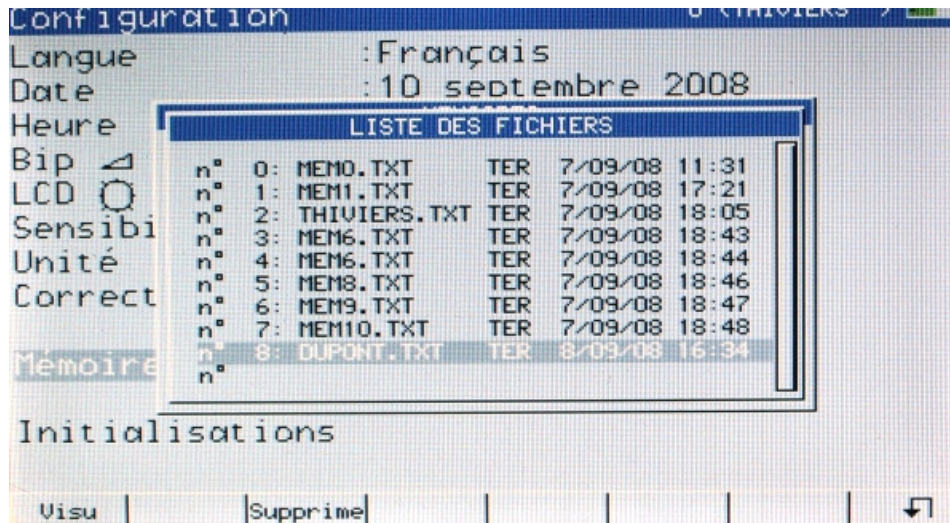 Configuration
(THIVIERS )
Langue :Français
Date :10 septembre 2008
Heure
LISTE DES FICHIERS
Bip
n° 0: MEM0.TXT TER 7/09/08 11:31
LCD
n° 1: MEM1.TXT TER 7/09/08 17:21
n° 2: THIVIERS.TXT TER 7/09/08 18:05
Sensibi
n° 3: MEM6.TXT TER 7/09/08 18:43
Unité
n° 4: MEM6.TXT TER 7/09/08 18:44
n° 5: MEM8.TXT TER 7/09/08 18:46
Correct
n° 6: MEM9.TXT TER 7/09/08 18:47
n° 7: MEM10.TXT TER 7/09/08 18:48
n° 8: DUPONT.TXT TER 8/09/08 16:34
Mémoire
n°
Initialisations
Visu Supprime